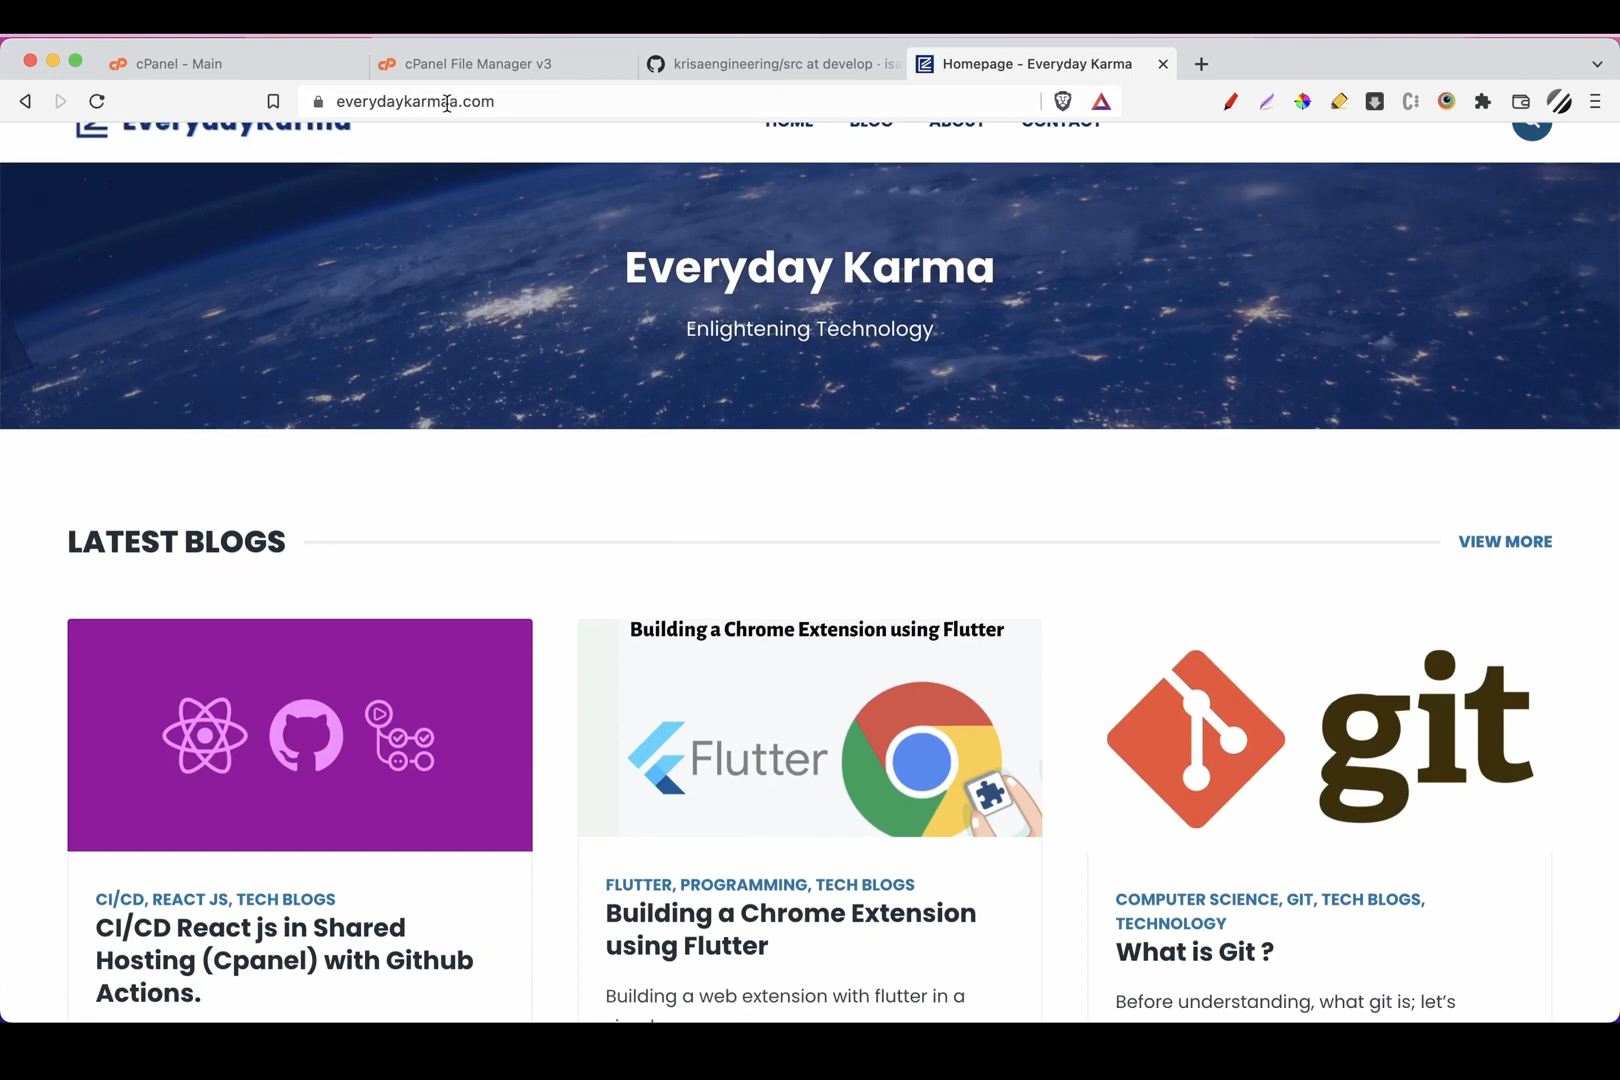 cPanel - Main
cPanel File Manager v3
krisaengineering/src at develop · isa
Homepage - Everyday Karma
everydaykarmaa.com
EverydayKarma
HOME BLOG ABOUT CONTACT
Everyday Karma
Enlightening Technology
LATEST BLOGS
VIEW MORE
CI/CD, REACT JS, TECH BLOGS
CI/CD React js in Shared
Hosting (Cpanel) with Github
Actions.
Building a Chrome Extension using Flutter
Flutter
FLUTTER, PROGRAMMING, TECH BLOGS
Building a Chrome Extension
using Flutter
Building a web extension with flutter in a
git
COMPUTER SCIENCE, GIT, TECH BLOGS,
TECHNOLOGY
What is Git ?
Before understanding, what git is; let's